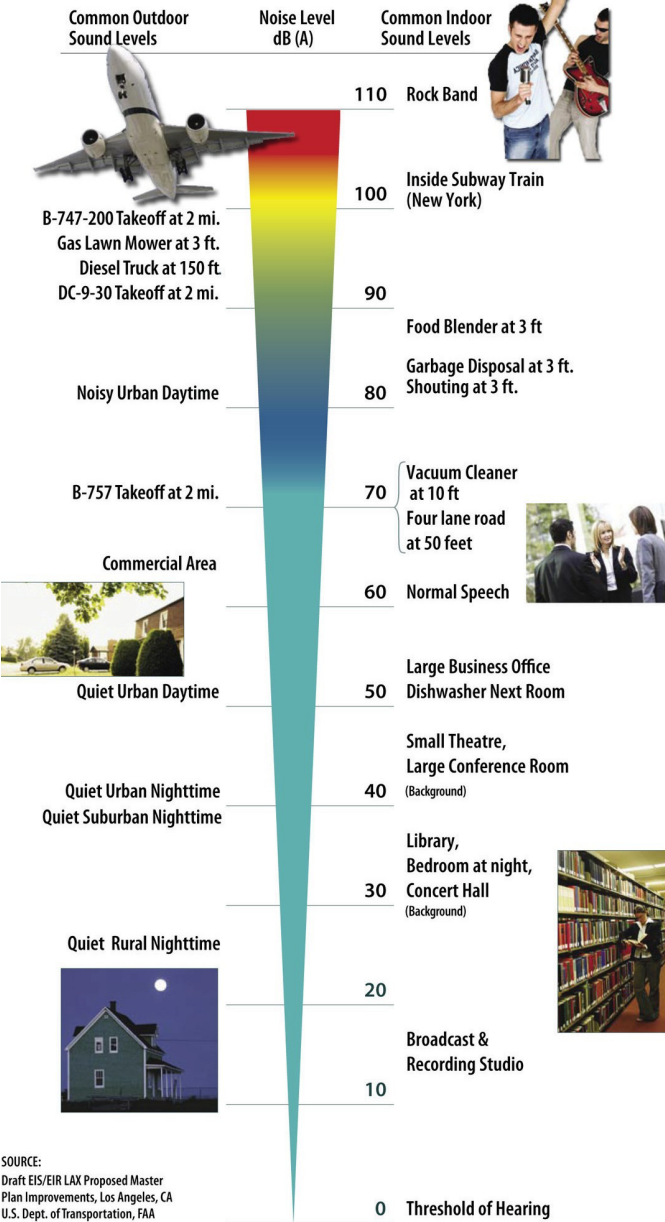 Common Outdoor
Sound Levels
Noise Level
dB (A)
Common Indoor
Sound Levels
110 Rock Band
Inside Subway Train
100 (New York)
B-747-200 Takeoff at 2 mi.
Gas Lawn Mower at 3 ft.
Diesel Truck at 150 ft.
DC-9-30 Takeoff at 2 mi. 90
Food Blender at 3 ft
Garbage Disposal at 3 ft.
Noisy Urban Daytime 80 Shouting at 3 ft.
Vacuum Cleaner
B-757 Takeoff at 2 mi. 70 at 10 ft
Four lane road
at 50 feet
Commercial Area
60 Normal Speech
Large Business Office
Quiet Urban Daytime 50 Dishwasher Next Room
Small Theatre,
Large Conference Room
Quiet Urban Nighttime 40 (Background)
Quiet Suburban Nighttime
Library,
Bedroom at night,
30 Concert Hall
(Background)
Quiet Rural Nighttime
20
Broadcast &
Recording Studio
10
SOURCE:
Draft EIS/EIR LAX Proposed Master
Plan Improvements, Los Angeles, CA
U.S. Dept. of Transportation, FAA
0 Threshold of Hearing